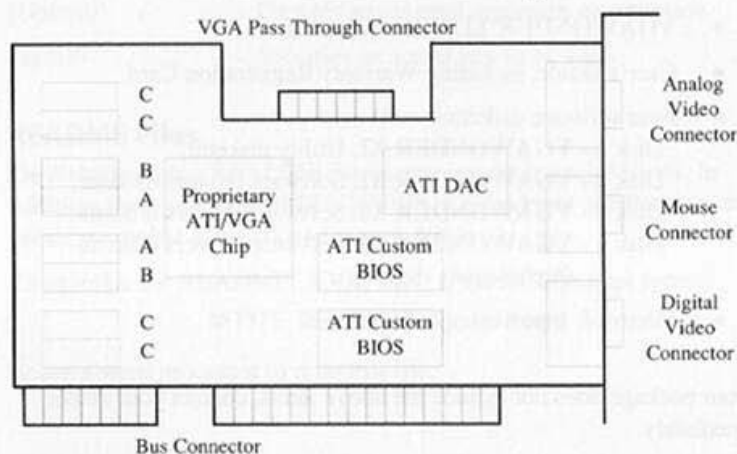 VGA Pass Through Connector
C
C
B
A
A
B
C
C
Proprietary
ATI/VGA
Chip
ATI DAC
ATI Custom
BIOS
ATI Custom
BIOS
Analog
Video
Connector
Mouse
Connector
Digital
Video
Connector
Bus Connector